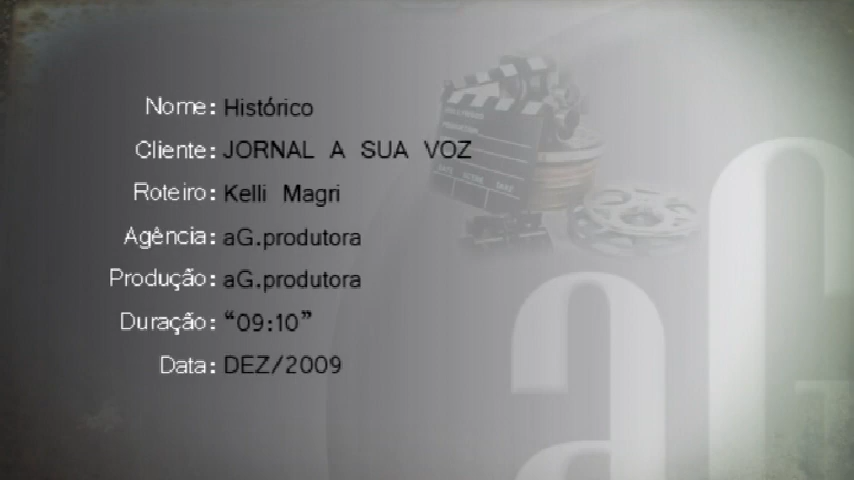 Nome: Histórico
Cliente: JORNAL A SUA VOZ
Roteiro: Kelli Magri
Agência: aG.produtora
Produção: aG.produtora
Duração: “09:10”
Data: DEZ/2009
aG